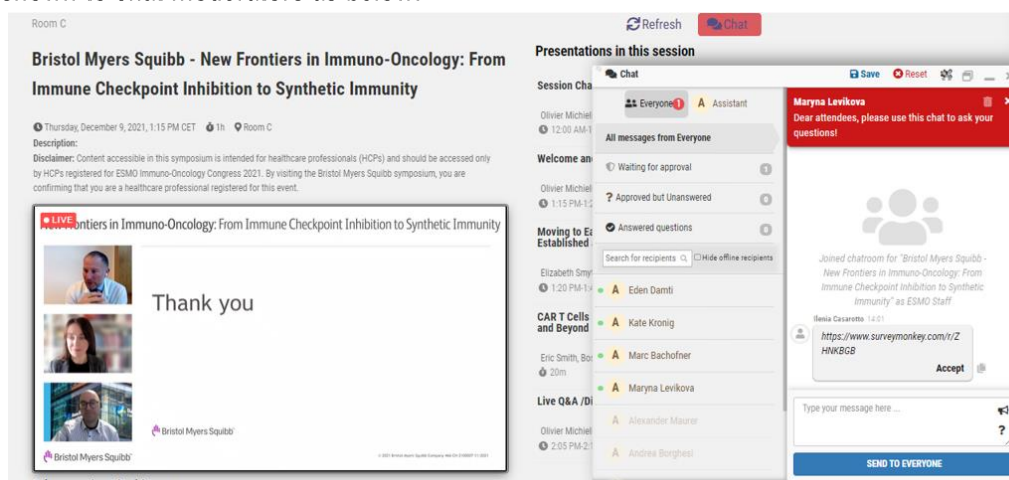 Room C
Refresh
Chat
Bristol Myers Squibb - New Frontiers in Immuno-Oncology: From
Immune Checkpoint Inhibition to Synthetic Immunity
Thursday, December 9, 2021, 1:15 PM CET 1h Room C
Description:
Disclaimer: Content accessible in this symposium is intended for healthcare professionals (HCPs) and should be accessed only
by HCPs registered for ESMO Immuno-Oncology Congress 2021. By visiting the Bristol Myers Squibb symposium, you are
confirming that you are a healthcare professional registered for this event.
LIVE
ontiers in Immuno-Oncology: From Immune Checkpoint Inhibition to Synthetic Immunity
Thank you
Bristol Myers Squibb
Bristol Myers Squibb
Presentations in this session
Session Cha
Olivier Michiel
12:00 AM-1
Welcome an
Olivier Michiel
1:15 PM-1:2
Moving to Ea
Established
Elizabeth Smy
1:20 PM-1:4
CAR T Cells
and Beyond
Eric Smith, Bos
20m
Live Q&A /Di
Olivier Michiel
2:05 PM-2:1
Chat
Save Reset
Everyone 1 A Assistant
All messages from Everyone
Waiting for approval 1
? Approved but Unanswered 0
Answered questions 0
Search for recipients Hide offline recipients
A Eden Damti
A Kate Kronig
A Marc Bachofner
A Maryna Levikova
A Alexander Maurer
A Andrea Borghesi
Maryna Levikova
Dear attendees, please use this chat to ask your
questions!
Joined chatroom for "Bristol Myers Squibb -
New Frontiers in Immuno-Oncology: From
Immune Checkpoint Inhibition to Synthetic
Immunity" as ESMO Staff
Ilenia Casarotto 14:01
https://www.surveymonkey.com/r/Z
HNKBGB
Accept
Type your message here ...
?
SEND TO EVERYONE